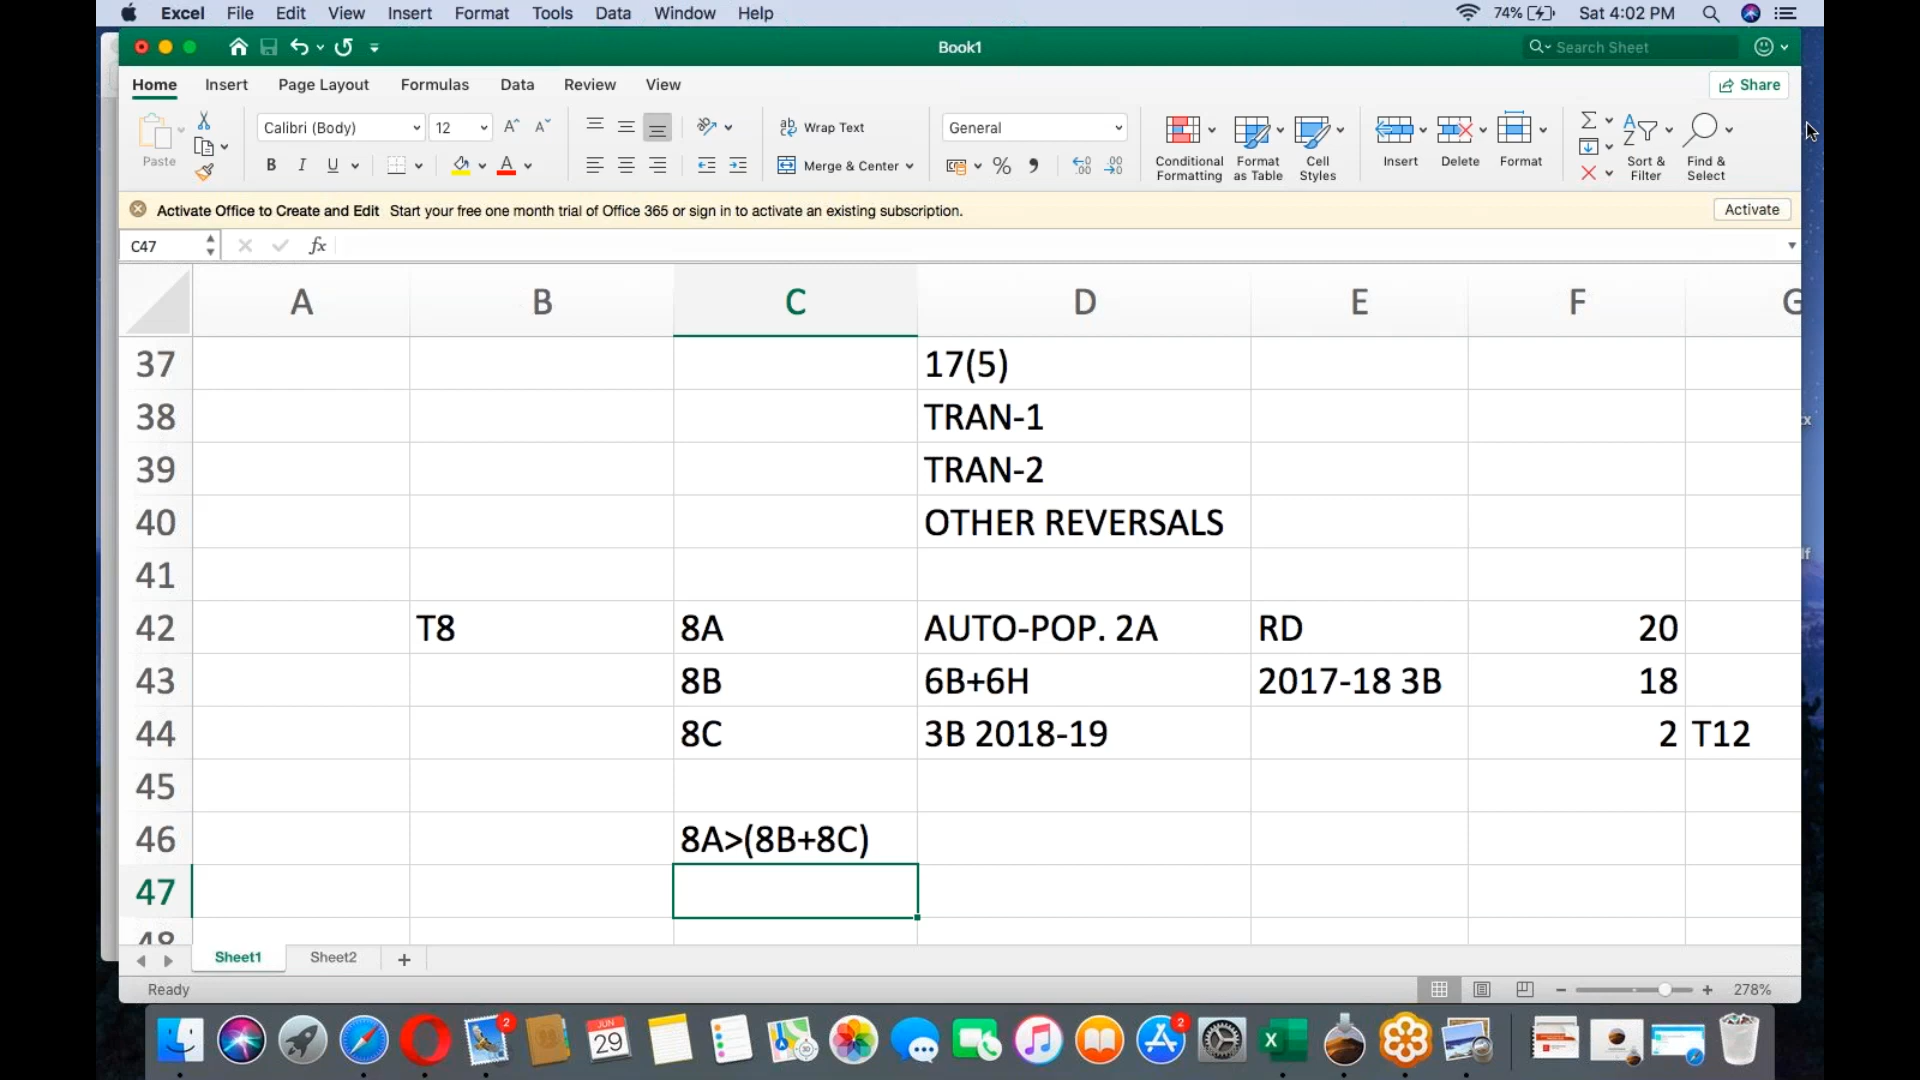 Excel File Edit View Insert Format Tools Data Window Help 74% Sat 4:02 PM
Book1 Search Sheet
Home Insert Page Layout Formulas Data Review View Share
Paste Calibri (Body) 12 Wrap Text General
B I U A Merge & Center % Conditional Formatting Format as Table Cell Styles Insert Delete Format Sort & Filter Find & Select
Activate Office to Create and Edit Start your free one month trial of Office 365 or sign in to activate an existing subscription. Activate
C47 fx
A B C D E F G
37 17(5)
38 TRAN-1
39 TRAN-2
40 OTHER REVERSALS
41
42 T8 8A AUTO-POP. 2A RD 20
43 8B 6B+6H 2017-18 3B 18
44 8C 3B 2018-19 2 T12
45
46 8A>(8B+8C)
47
48
Sheet1 Sheet2 +
Ready 278%
2 JUN 29 2